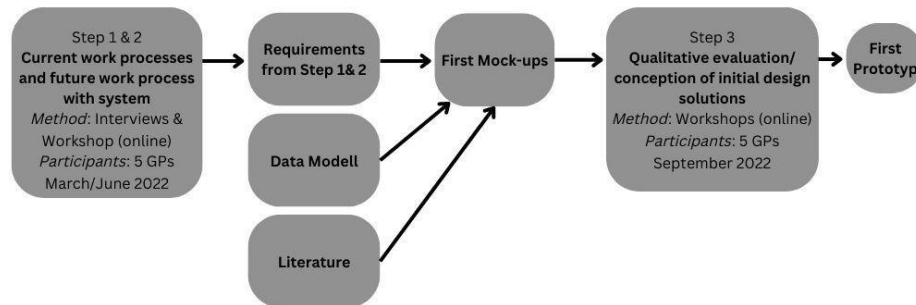 Step 1 & 2
Current work processes
and future work process
with system
Method: Interviews &
Workshop (online)
Participants: 5 GPs
March/June 2022
Requirements
from Step 1& 2
Data Modell
Literature
First Mock-ups
Step 3
Qualitative evaluation/
conception of initial design
solutions
Method: Workshops (online)
Participants: 5 GPs
September 2022
First
Prototyp